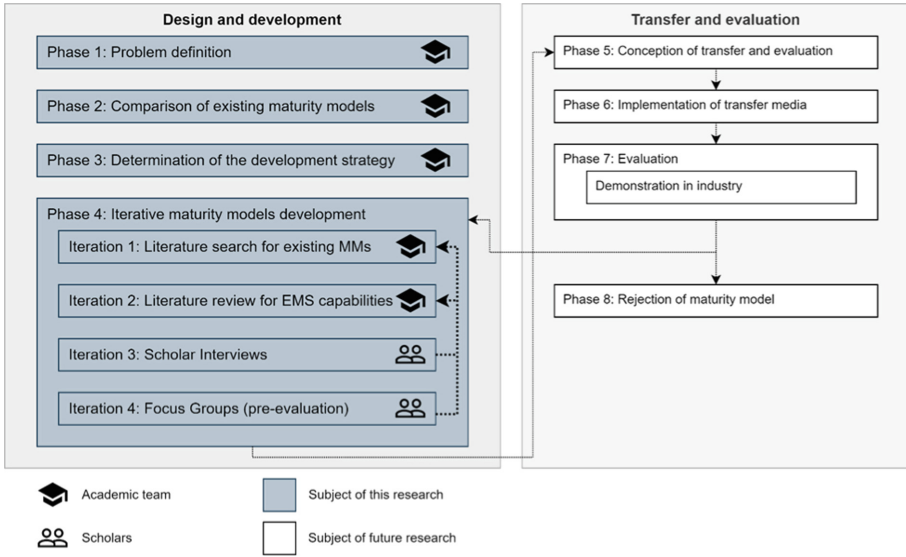 Design and development
Phase 1: Problem definition
Phase 2: Comparison of existing maturity models
Phase 3: Determination of the development strategy
Phase 4: Iterative maturity models development
Iteration 1: Literature search for existing MMs
Iteration 2: Literature review for EMS capabilities
Iteration 3: Scholar Interviews
Iteration 4: Focus Groups (pre-evaluation)
Transfer and evaluation
Phase 5: Conception of transfer and evaluation
Phase 6: Implementation of transfer media
Phase 7: Evaluation
Demonstration in industry
Phase 8: Rejection of maturity model
Academic team
Subject of this research
Scholars
Subject of future research